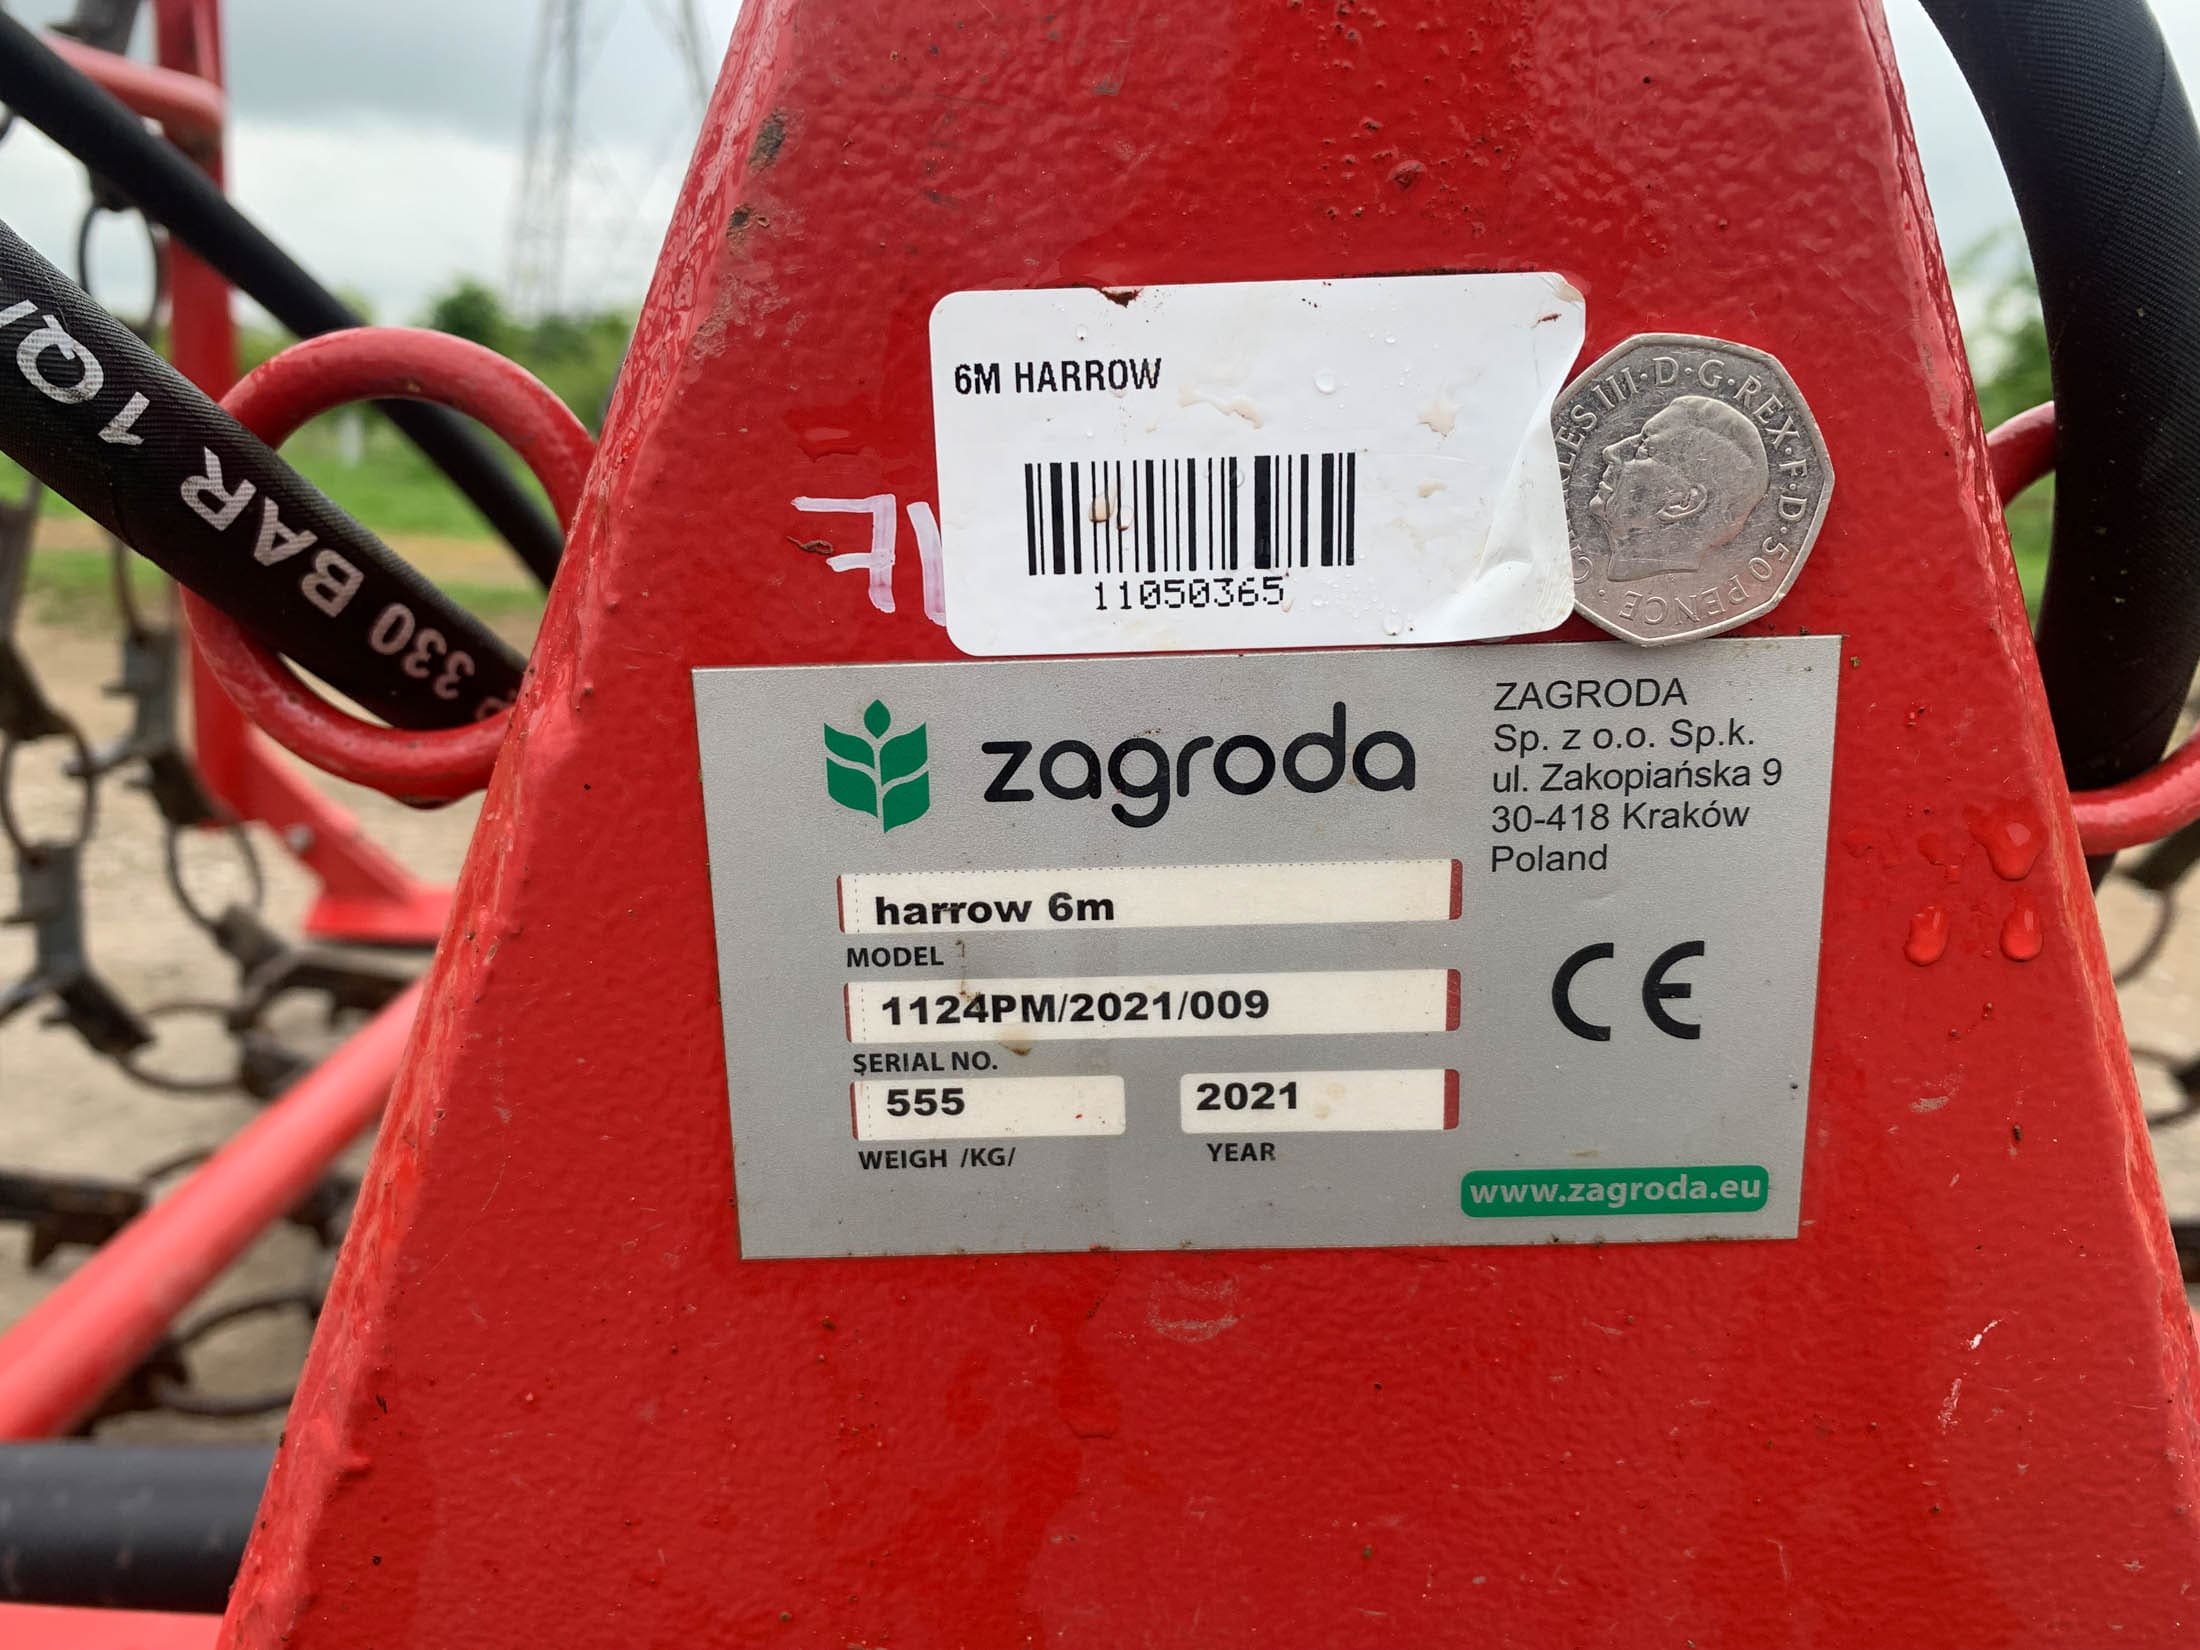 6M HARROW
11050365
CHARLES III · D · G · REX · F · D · 50 PENCE ·
1Q
330 BAR
zagroda
ZAGRODA
Sp. z o.o. Sp.k.
ul. Zakopiańska 9
30-418 Kraków
Poland
harrow 6m
MODEL
1124PM/2021/009
SERIAL NO.
555
WEIGH /KG/
2021
YEAR
CE
www.zagroda.eu